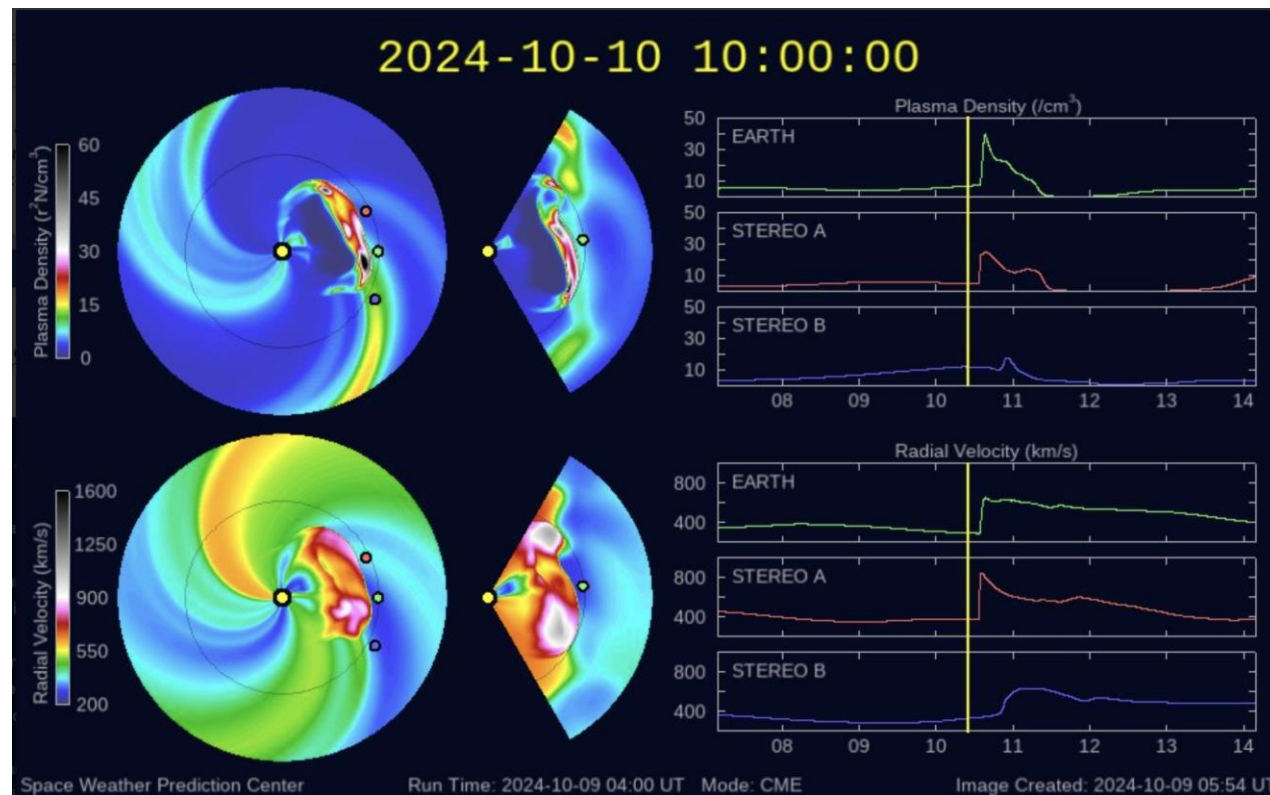 2024-10-10 10:00:00
Plasma Density (r²N/cm³)
60
45
30
15
0
Plasma Density (/cm³)
EARTH
50
30
10
STEREO A
50
30
10
STEREO B
50
30
10
08 09 10 11 12 13 14
Radial Velocity (km/s)
1600
1250
900
550
200
Radial Velocity (km/s)
EARTH
800
400
STEREO A
800
400
STEREO B
800
400
08 09 10 11 12 13 14
Space Weather Prediction Center Run Time: 2024-10-09 04:00 UT Mode: CME Image Created: 2024-10-09 05:54 UT